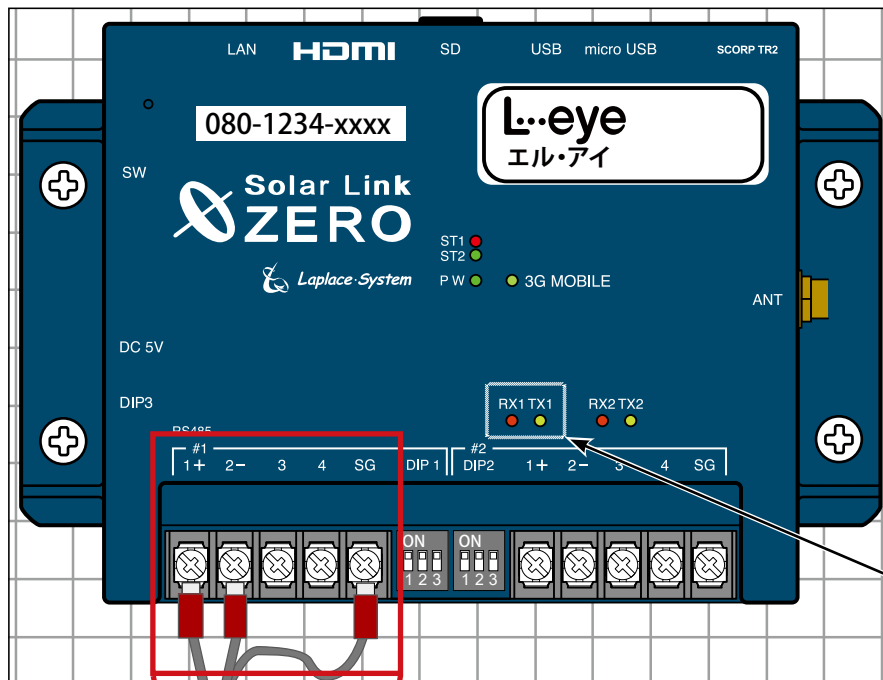 LAN HDMI SD USB micro USB SCORP TR2
080-1234-xxxx
L・・・eye
エル・アイ
SW
Solar Link
ZERO
Laplace・System
ST1
ST2
PW 3G MOBILE
ANT
DC 5V
DIP3
RX1 TX1 RX2 TX2
RS485
#1 #2
1+ 2− 3 4 SG DIP 1 DIP2 1+ 2− 3 4 SG
ON ON
1 2 3 1 2 3